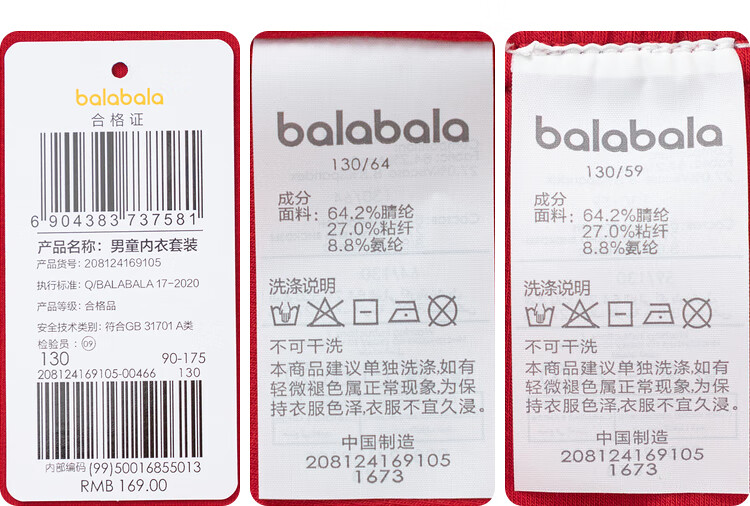 balabala
合格证
6 904383 737581
产品名称：男童内衣套装
产品货号：208124169105
执行标准：Q/BALABALA 17-2020
产品等级：合格品
安全技术类别：符合GB 31701 A类
检验员：09
130 90-175
208124169105-00466 130
内部编码 (99)50016855013
RMB 169.00
balabala
130/64
成分
面料：64.2%腈纶
27.0%粘纤
8.8%氨纶
洗涤说明
不可干洗
本商品建议单独洗涤,如有
轻微褪色属正常现象,为保
持衣服色泽,衣服不宜久浸。
中国制造
208124169105
1673
balabala
130/59
成分
面料：64.2%腈纶
27.0%粘纤
8.8%氨纶
洗涤说明
不可干洗
本商品建议单独洗涤,如有
轻微褪色属正常现象,为保
持衣服色泽,衣服不宜久浸。
中国制造
208124169105
1673